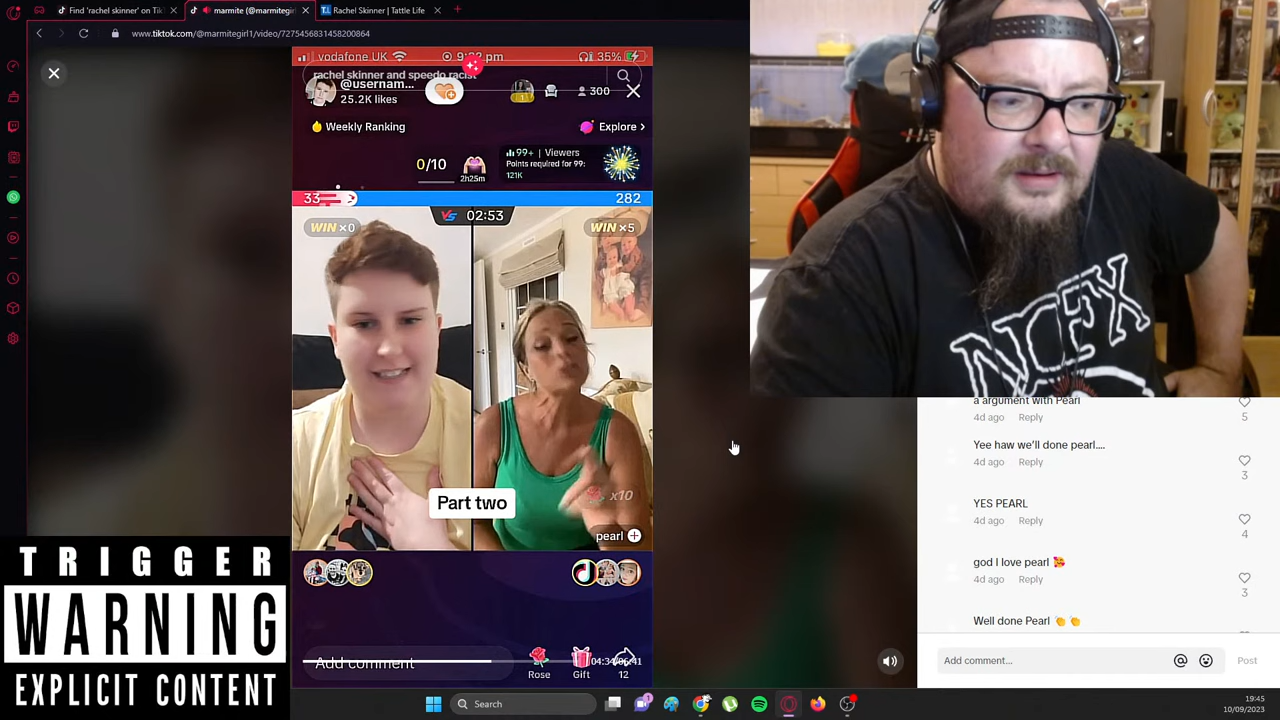 Find 'rachel skinner' on Tik
marmite (@marmitegirl
Rachel Skinner | Tattle Life
www.tiktok.com/@marmitegirl1/video/7275456831458200864
vodafone UK
35%
rachel skinner and speedo racist
@usernam...
25.2K likes
300
Weekly Ranking
Explore >
0/10
2h25m
99+ | Viewers
Points required for 99:
121K
33
282
VS 02:53
WIN ×0
WIN ×5
NCFX
Part two
x10
pearl
Add comment
Rose
Gift
12
TRIGGER
WARNING
EXPLICIT CONTENT
a argument with Pearl
4d ago Reply
5
Yee haw we'll done pearl....
4d ago Reply
3
YES PEARL
4d ago Reply
4
god I love pearl 🥰
4d ago Reply
3
Well done Pearl 👏 👏
Add comment...
Post
Search
19:45
10/09/2023